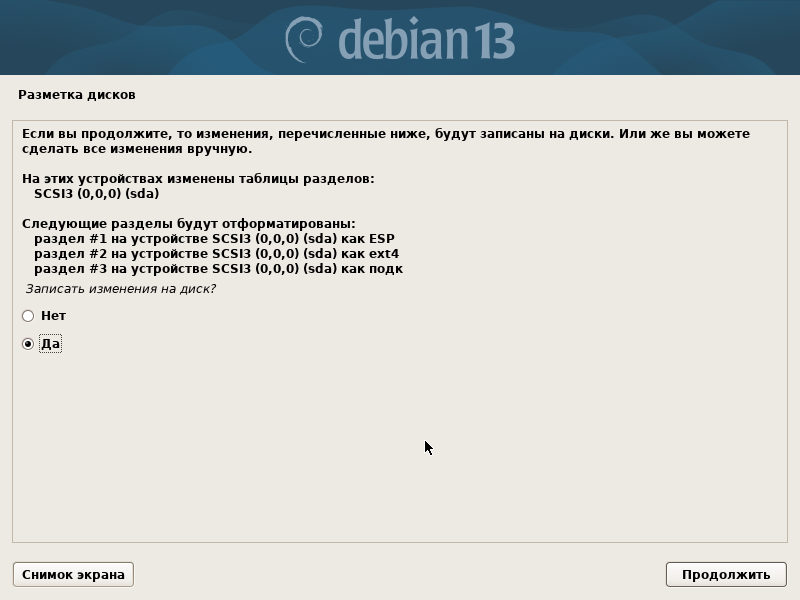 debian 13
Разметка дисков
Если вы продолжите, то изменения, перечисленные ниже, будут записаны на диски. Или же вы можете
сделать все изменения вручную.
На этих устройствах изменены таблицы разделов:
SCSI3 (0,0,0) (sda)
Следующие разделы будут отформатированы:
раздел #1 на устройстве SCSI3 (0,0,0) (sda) как ESP
раздел #2 на устройстве SCSI3 (0,0,0) (sda) как ext4
раздел #3 на устройстве SCSI3 (0,0,0) (sda) как подк
Записать изменения на диск?
Нет
Да
Снимок экрана
Продолжить